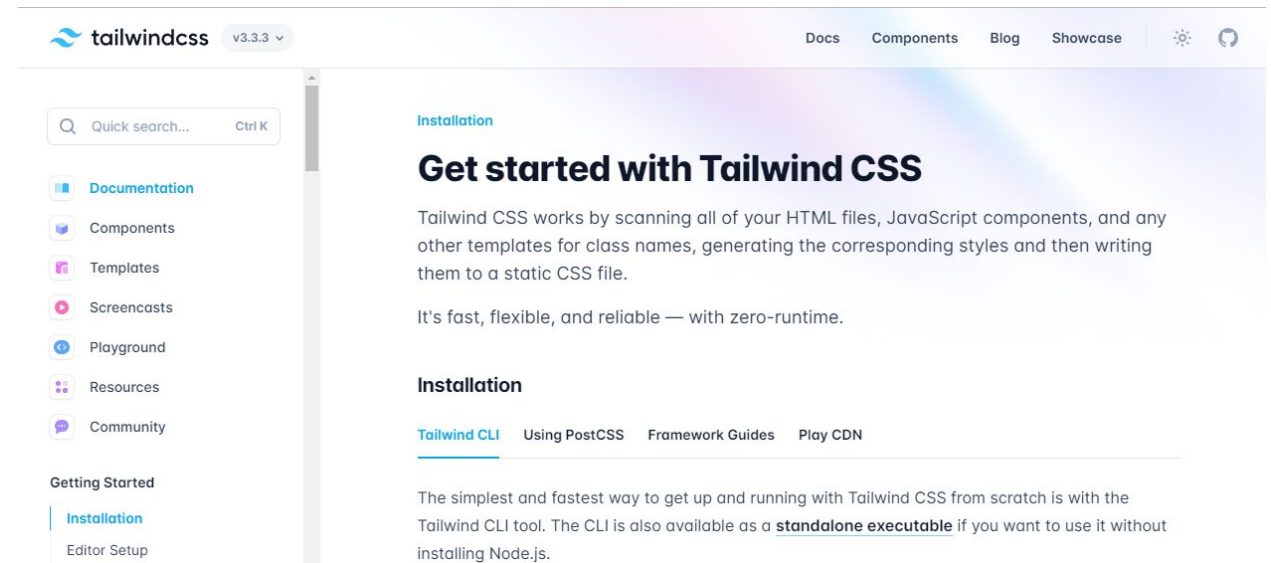 tailwindcss v3.3.3
Docs Components Blog Showcase
Quick search... Ctrl K
Documentation
Components
Templates
Screencasts
Playground
Resources
Community
Getting Started
Installation
Editor Setup
Installation
Get started with Tailwind CSS
Tailwind CSS works by scanning all of your HTML files, JavaScript components, and any
other templates for class names, generating the corresponding styles and then writing
them to a static CSS file.
It's fast, flexible, and reliable — with zero-runtime.
Installation
Tailwind CLI Using PostCSS Framework Guides Play CDN
The simplest and fastest way to get up and running with Tailwind CSS from scratch is with the
Tailwind CLI tool. The CLI is also available as a standalone executable if you want to use it without
installing Node.js.